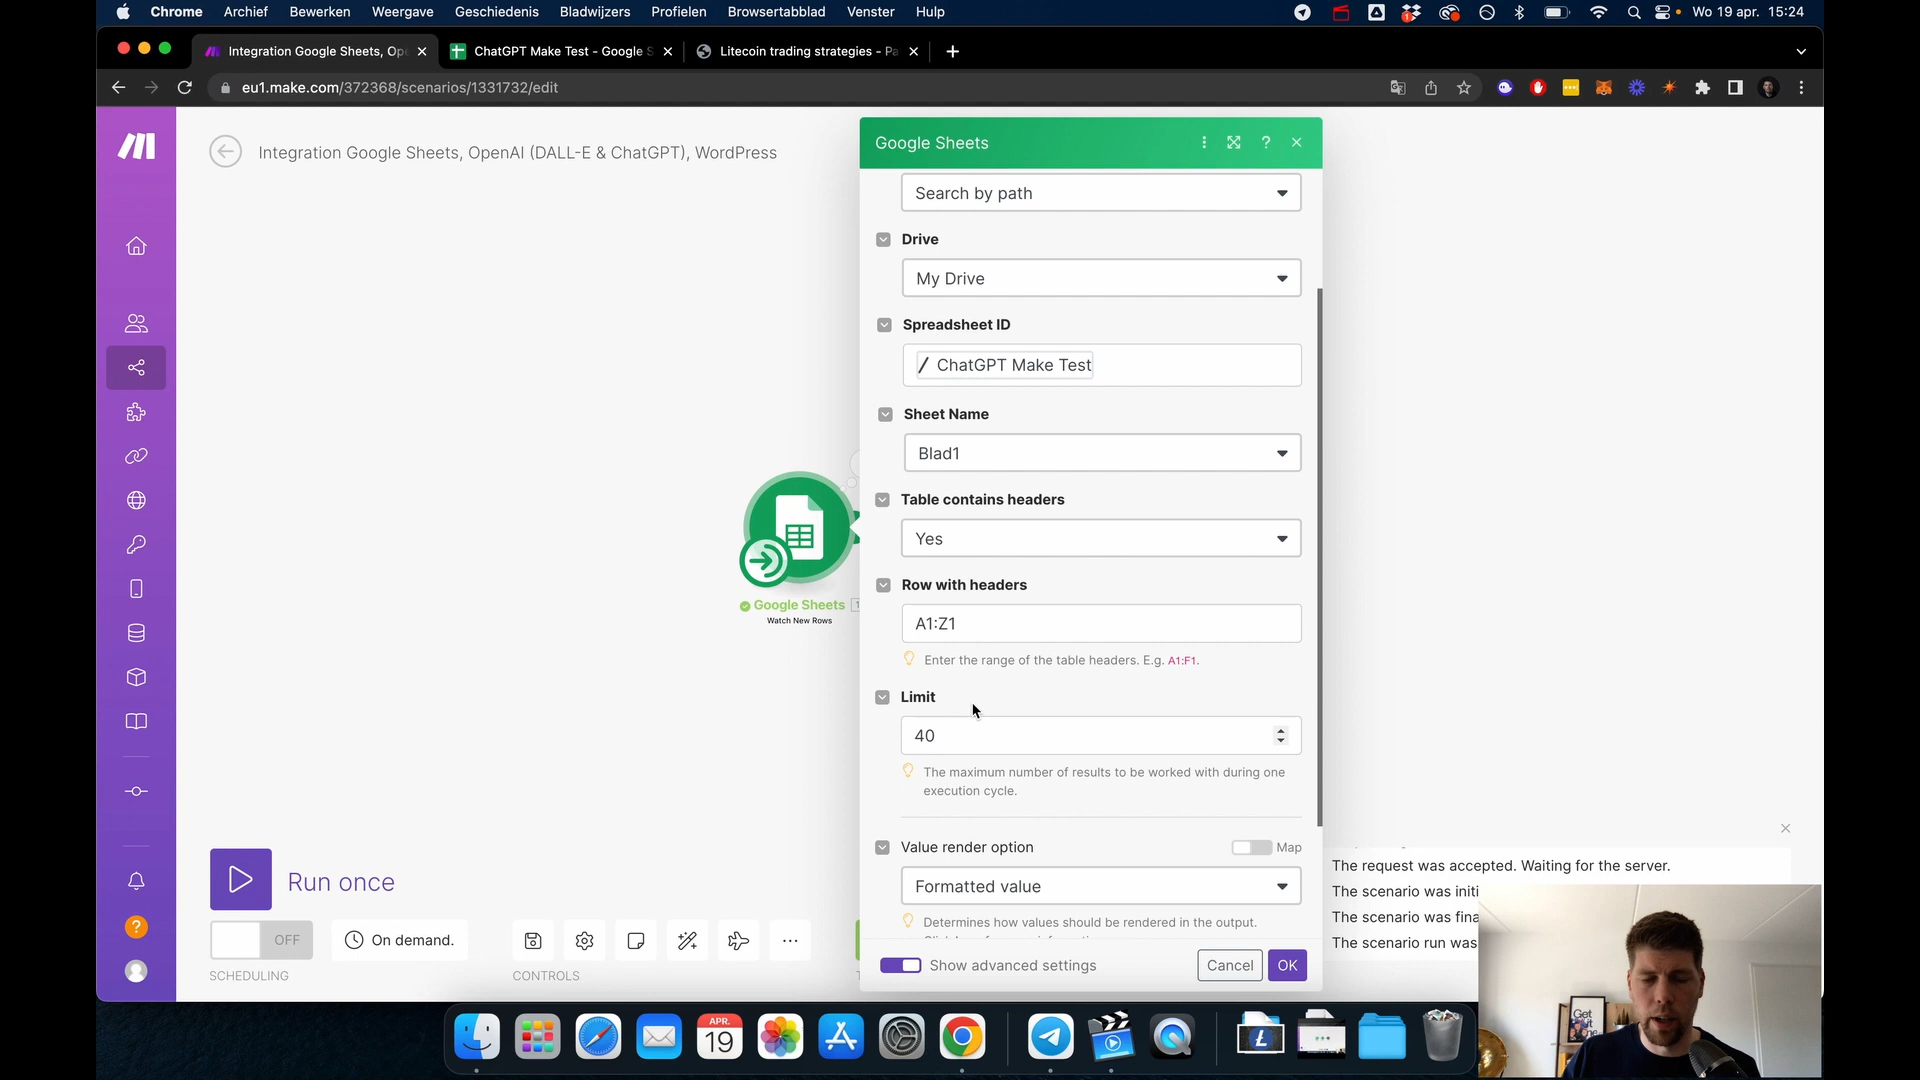 Chrome Archief Bewerken Weergave Geschiedenis Bladwijzers Profielen Browsertabblad Venster Hulp
1
Wo 19 apr. 15:24
Integration Google Sheets, Op
ChatGPT Make Test - Google S
Litecoin trading strategies - Pa
eu1.make.com/372368/scenarios/1331732/edit
Integration Google Sheets, OpenAI (DALL-E & ChatGPT), WordPress
Google Sheets
Search by path
Drive
My Drive
Spreadsheet ID
/ ChatGPT Make Test
Sheet Name
Blad1
Table contains headers
Yes
Row with headers
A1:Z1
Enter the range of the table headers. E.g. A1:F1.
Limit
40
The maximum number of results to be worked with during one
execution cycle.
Value render option
Map
Formatted value
Determines how values should be rendered in the output.
Show advanced settings
Cancel
OK
Google Sheets 1
Watch New Rows
Run once
OFF
On demand.
SCHEDULING
CONTROLS
The request was accepted. Waiting for the server.
The scenario was initi
The scenario was fina
The scenario run was
Get
APR.
19